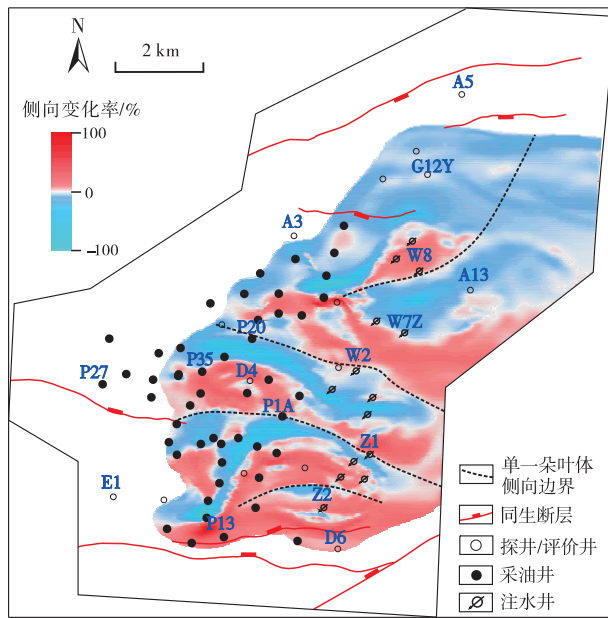 N
2 km
侧向变化率/%
100
0
−100
A5
G12Y
A3
W8
A13
W7Z
P20
W2
P35
D4
P27
P1A
Z1
E1
Z2
P13
D6
单一朵叶体
侧向边界
同生断层
探井/评价井
采油井
注水井